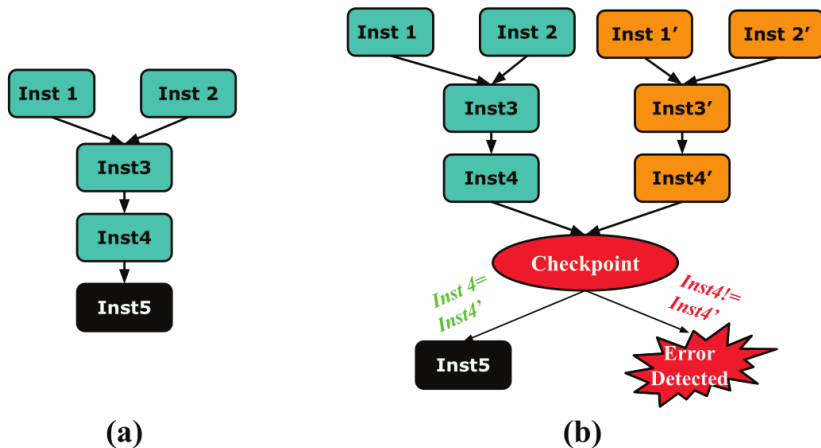 Inst 1
Inst 2
Inst3
Inst4
Inst5
(a)
Inst 1
Inst 2
Inst 1’
Inst 2’
Inst3
Inst3’
Inst4
Inst4’
Checkpoint
Inst 4=
Inst4’
Inst4!=
Inst4’
Inst5
Error
Detected
(b)